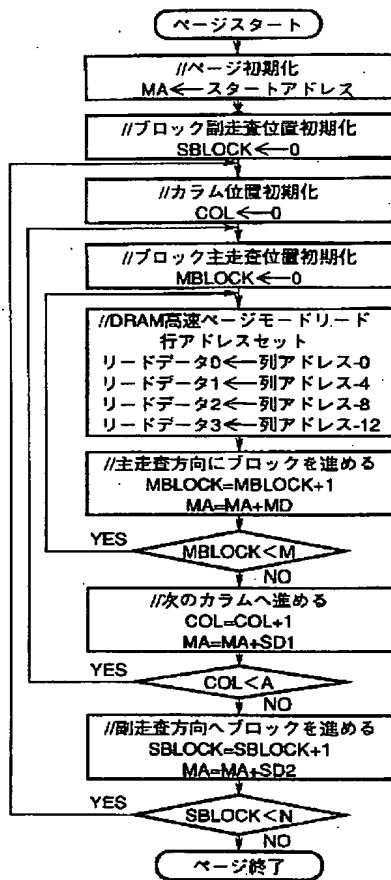 ページスタート
//ページ初期化
MA←スタートアドレス
//ブロック副走査位置初期化
SBLOCK←0
//カラム位置初期化
COL←0
//ブロック主走査位置初期化
MBLOCK←0
//DRAM高速ページモードリード
行アドレスセット
リードデータ0←列アドレス-0
リードデータ1←列アドレス-4
リードデータ2←列アドレス-8
リードデータ3←列アドレス-12
//主走査方向にブロックを進める
MBLOCK=MBLOCK+1
MA=MA+MD
YES
MBLOCK<M
NO
//次のカラムへ進める
COL=COL+1
MA=MA+SD1
YES
COL<A
NO
//副走査方向へブロックを進める
SBLOCK=SBLOCK+1
MA=MA+SD2
YES
SBLOCK<N
NO
ページ終了